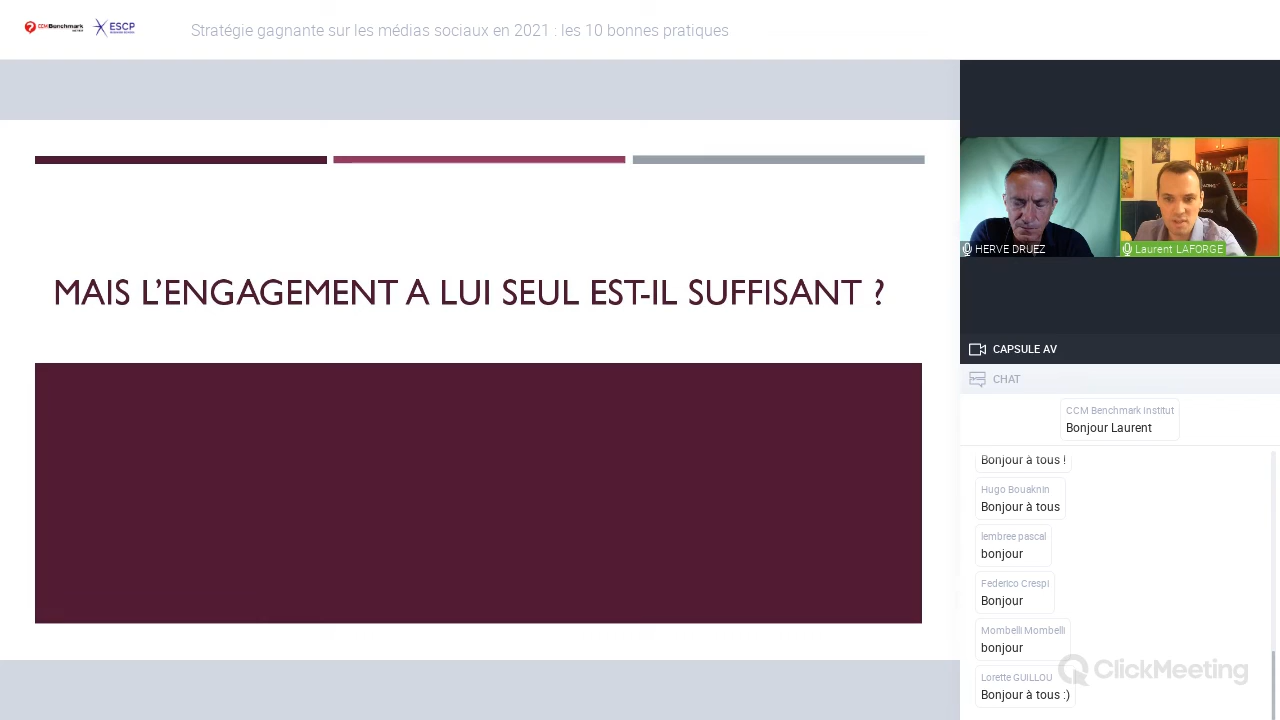 CCMBenchmark
ESCP
Stratégie gagnante sur les médias sociaux en 2021 : les 10 bonnes pratiques
MAIS L'ENGAGEMENT A LUI SEUL EST-IL SUFFISANT ?
HERVE DRUEZ
Laurent LAFORGE
CAPSULE AV
CHAT
CCM Benchmark Institut
Bonjour Laurent
Bonjour à tous !
Hugo Bouaknin
Bonjour à tous
lembree pascal
bonjour
Federico Crespi
Bonjour
Mombelli Mombelli
bonjour
ClickMeeting
Lorette GUILLOU
Bonjour à tous :)